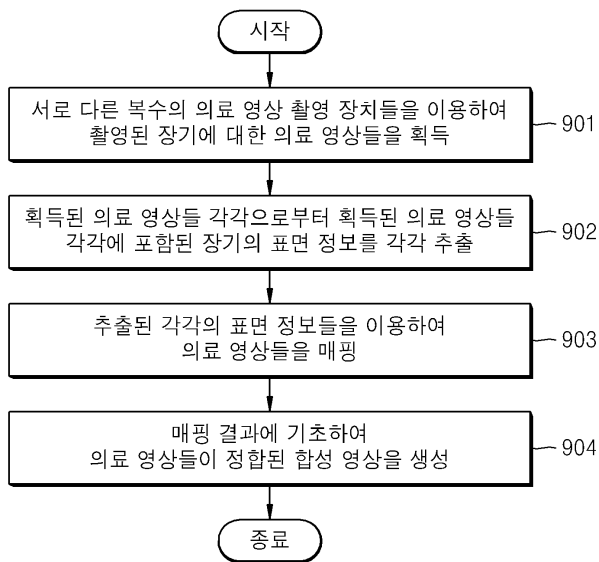 시작
서로 다른 복수의 의료 영상 촬영 장치들을 이용하여
촬영된 장기에 대한 의료 영상들을 획득
901
획득된 의료 영상들 각각으로부터 획득된 의료 영상들
각각에 포함된 장기의 표면 정보를 각각 추출
902
추출된 각각의 표면 정보들을 이용하여
의료 영상들을 매핑
903
매핑 결과에 기초하여
의료 영상들이 정합된 합성 영상을 생성
904
종료